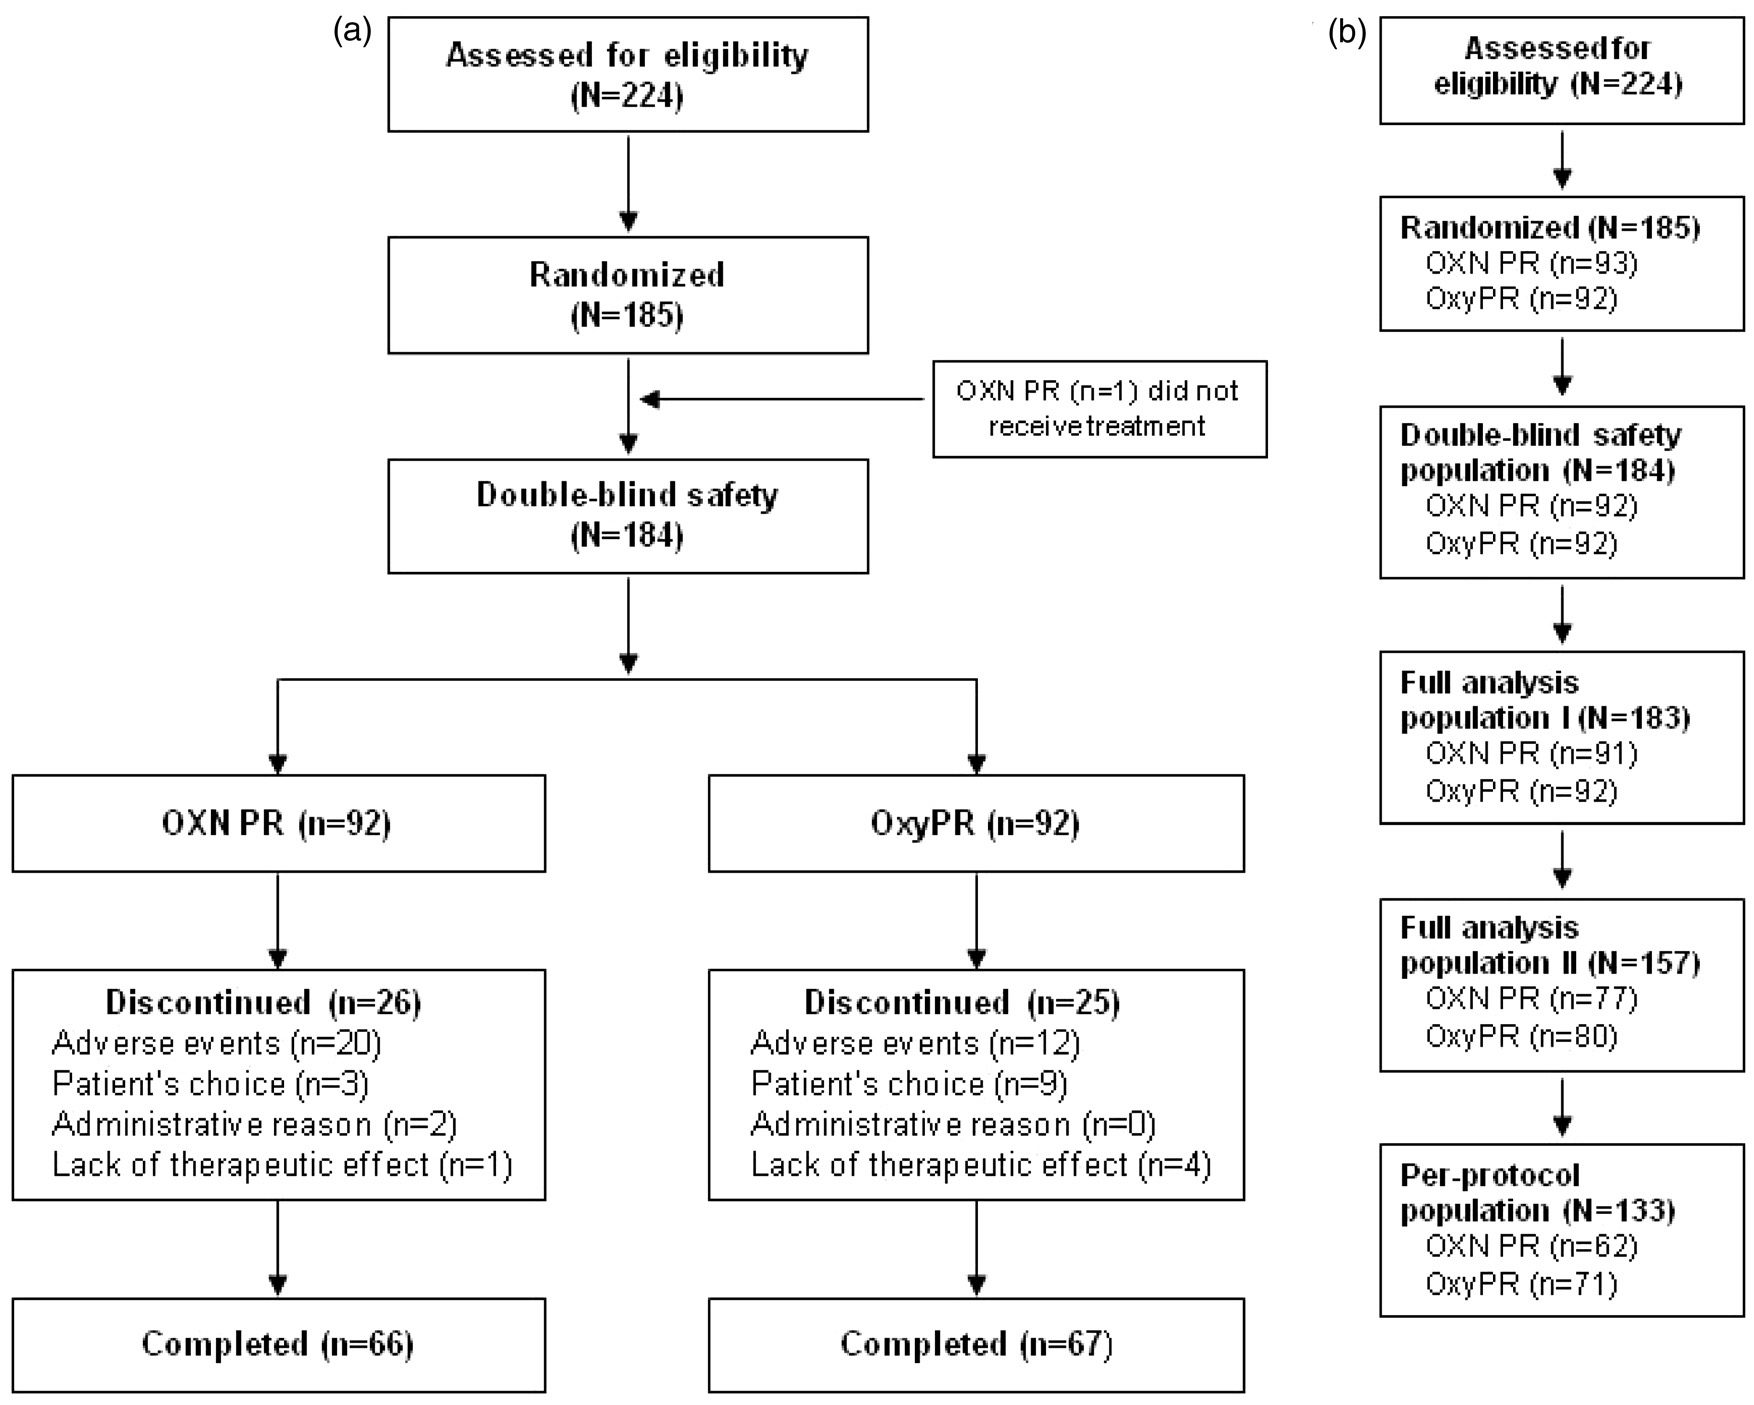 (a)
Assessed for eligibility
(N=224)
Randomized
(N=185)
OXN PR (n=1) did not
receive treatment
Double-blind safety
(N=184)
OXN PR (n=92)
OxyPR (n=92)
Discontinued (n=26)
Adverse events (n=20)
Patient's choice (n=3)
Administrative reason (n=2)
Lack of therapeutic effect (n=1)
Discontinued (n=25)
Adverse events (n=12)
Patient's choice (n=9)
Administrative reason (n=0)
Lack of therapeutic effect (n=4)
Completed (n=66)
Completed (n=67)
(b)
Assessed for
eligibility (N=224)
Randomized (N=185)
OXN PR (n=93)
OxyPR (n=92)
Double-blind safety
population (N=184)
OXN PR (n=92)
OxyPR (n=92)
Full analysis
population I (N=183)
OXN PR (n=91)
OxyPR (n=92)
Full analysis
population II (N=157)
OXN PR (n=77)
OxyPR (n=80)
Per-protocol
population (N=133)
OXN PR (n=62)
OxyPR (n=71)